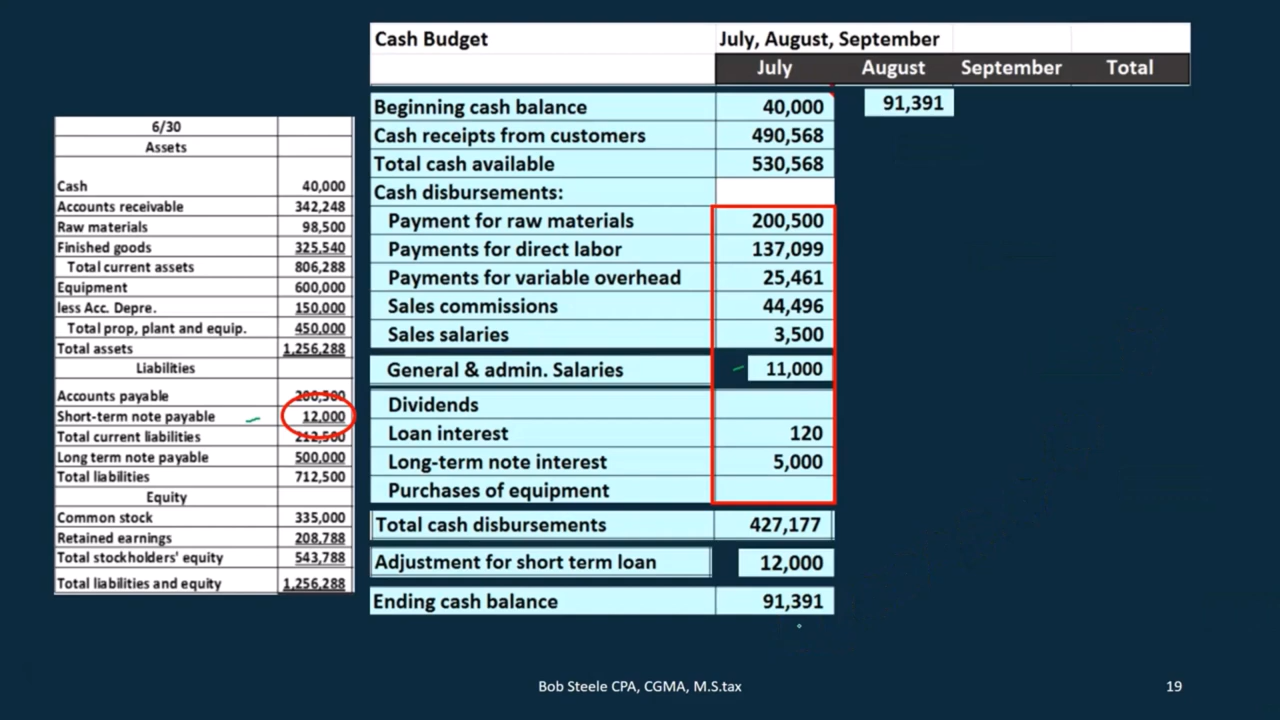 Cash Budget July, August, September
July August September Total
Beginning cash balance 40,000 91,391
Cash receipts from customers 490,568
Total cash available 530,568
Cash disbursements:
Payment for raw materials 200,500
Payments for direct labor 137,099
Payments for variable overhead 25,461
Sales commissions 44,496
Sales salaries 3,500
General & admin. Salaries 11,000
Dividends
Loan interest 120
Long-term note interest 5,000
Purchases of equipment
Total cash disbursements 427,177
Adjustment for short term loan 12,000
Ending cash balance 91,391
6/30
Assets
Cash 40,000
Accounts receivable 342,248
Raw materials 98,500
Finished goods 325,540
Total current assets 806,288
Equipment 600,000
less Acc. Depre. 150,000
Total prop, plant and equip. 450,000
Total assets 1,256,288
Liabilities
Accounts payable 200,500
Short-term note payable 12,000
Total current liabilities 212,500
Long term note payable 500,000
Total liabilities 712,500
Equity
Common stock 335,000
Retained earnings 208,788
Total stockholders' equity 543,788
Total liabilities and equity 1,256,288
Bob Steele CPA, CGMA, M.S.tax 19